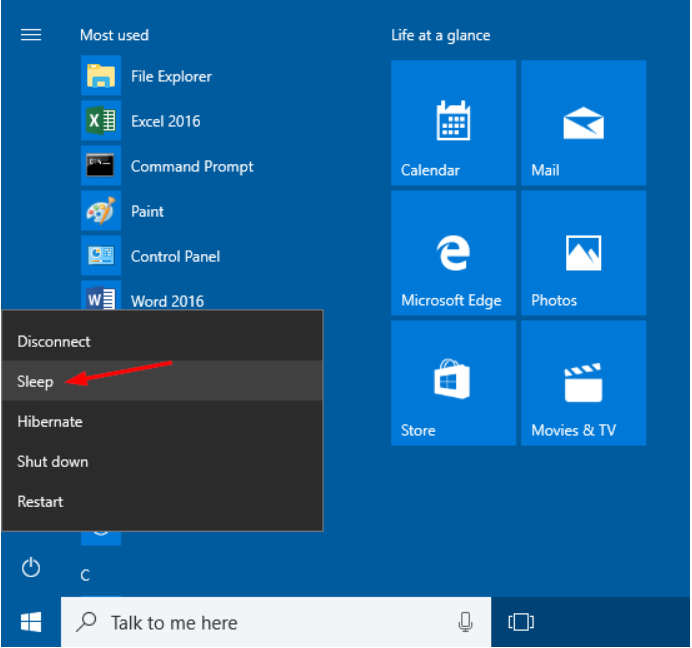 Most used
Life at a glance
File Explorer
Excel 2016
Command Prompt
Paint
Control Panel
Word 2016
Calendar
Mail
Microsoft Edge
Photos
Store
Movies & TV
Disconnect
Sleep
Hibernate
Shut down
Restart
C
Talk to me here